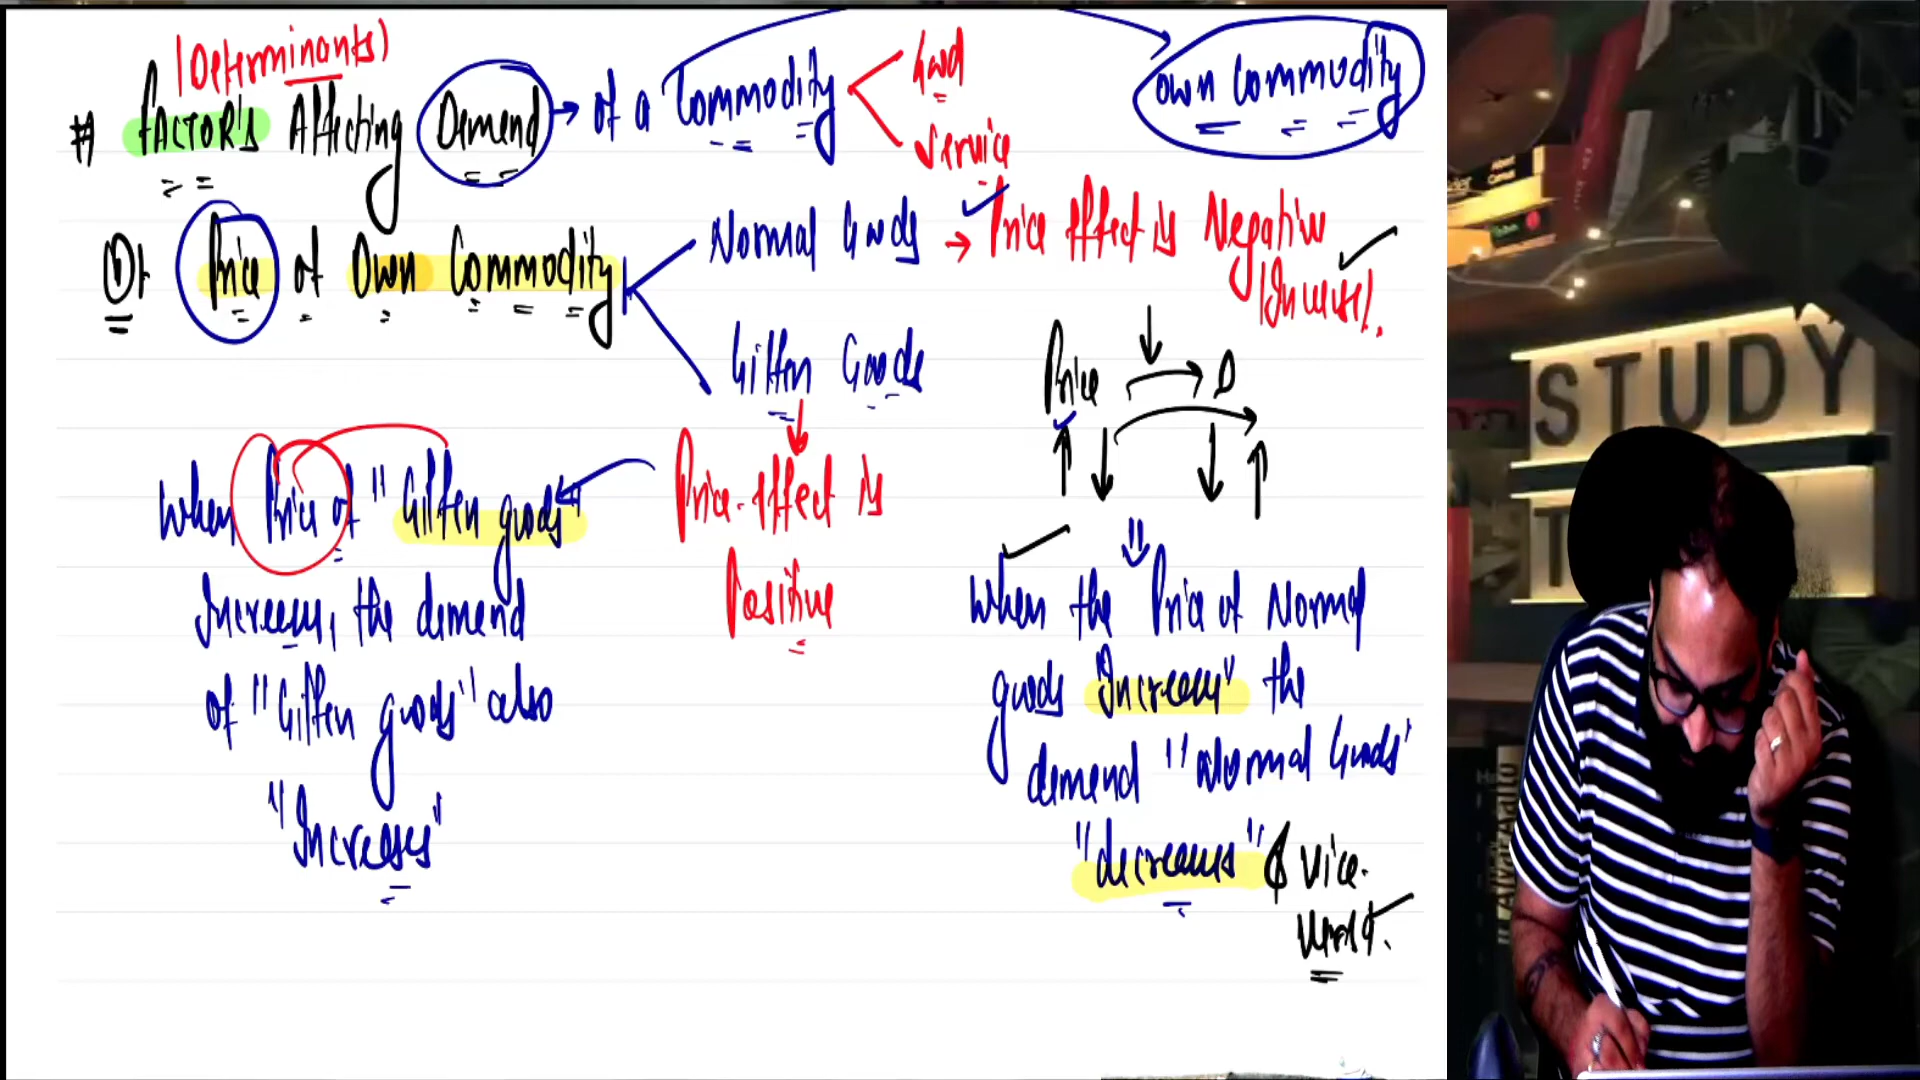 (Determinants)
# FACTOR'S Affecting Demand → of a Commodity
Good
Service
own Commodity
① Price of Own Commodity
Normal Goods → Price Effect is Negative
(Inverse).
Giffen Goods
Price → D
Price-Effect is
Positive
When Price of "Giffen goods"
Increases, the demand
of "Giffen goods" also
"Increases"
When the Price of Normal
goods "Increases" the
demand "Normal Goods"
"decreases" & Vice-
Versa.
STUDY